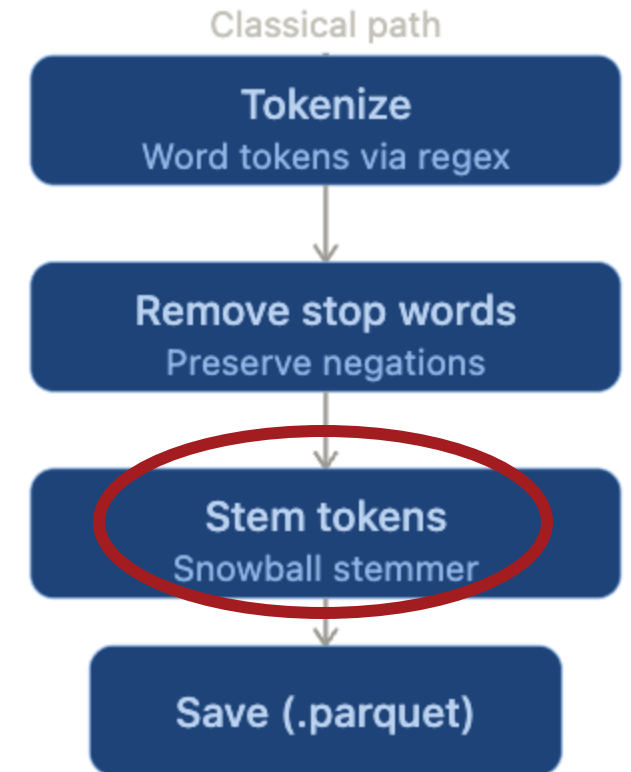 Classical path
Tokenize
Word tokens via regex
Remove stop words
Preserve negations
Stem tokens
Snowball stemmer
Save (.parquet)